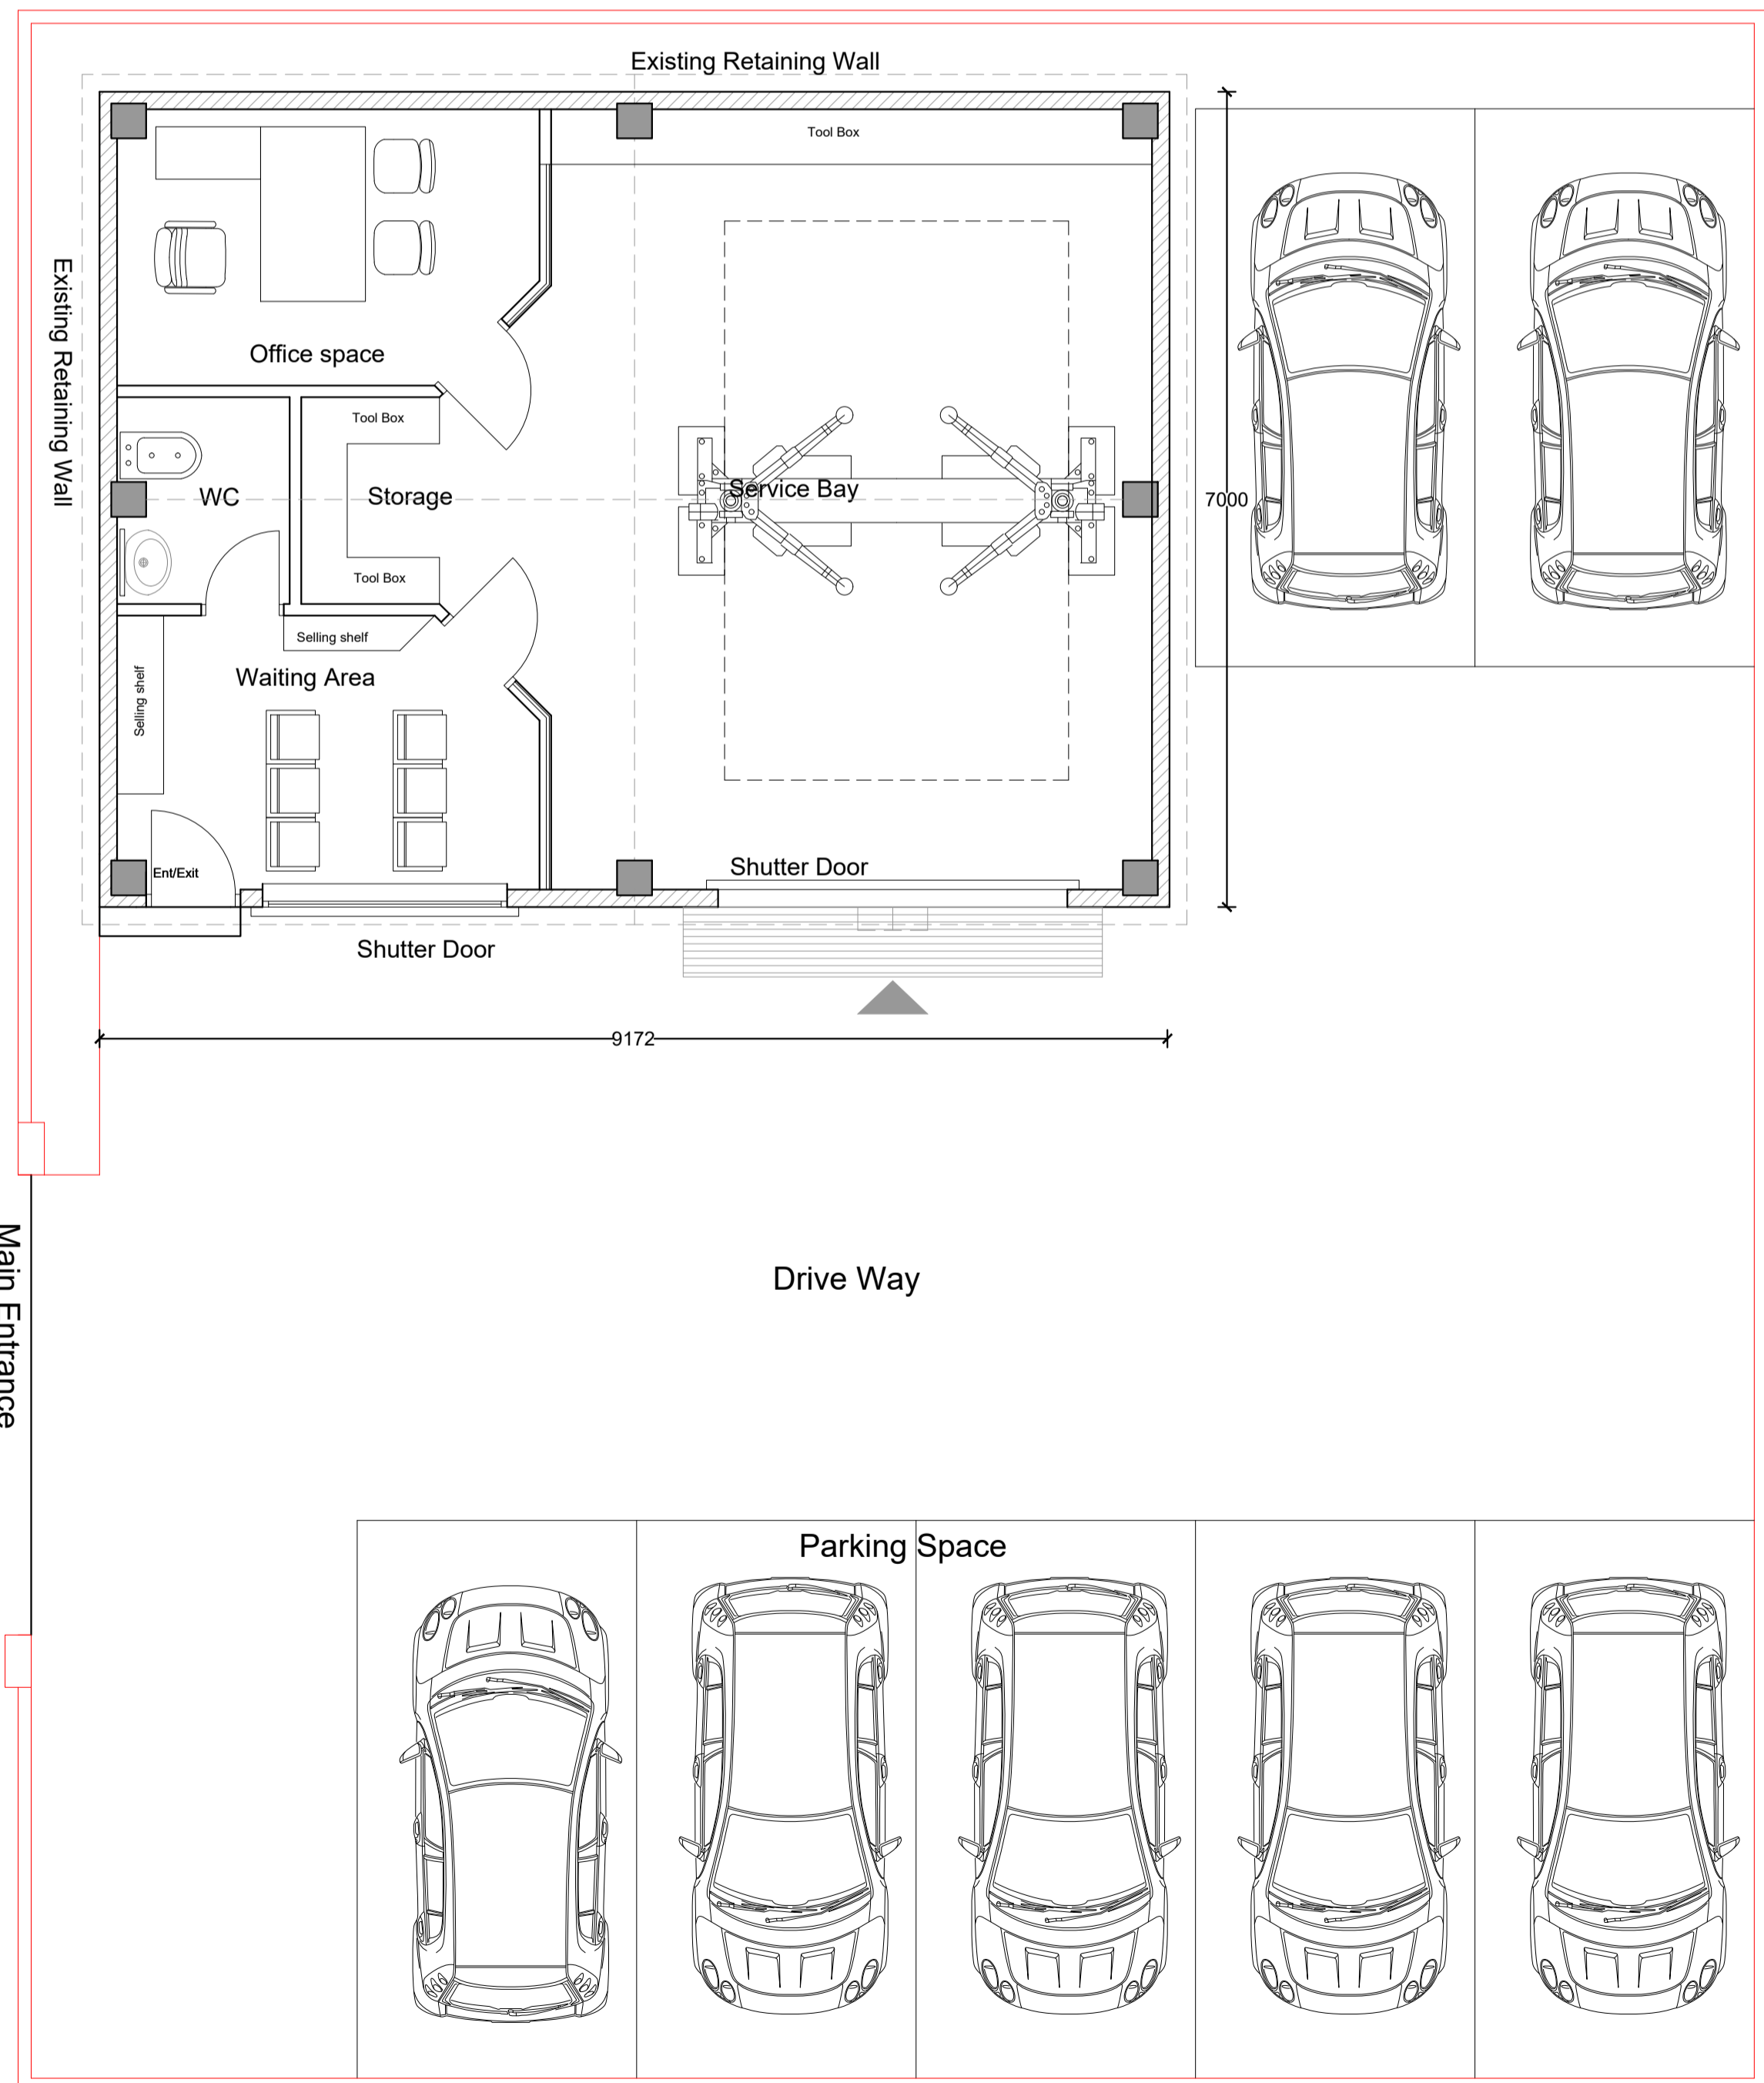 Existing Retaining Wall
Tool Box
Existing Retaining Wall
Office space
Tool Box
WC
Storage
Service Bay
7000
Tool Box
Selling shelf
Selling shelf
Waiting Area
Ent/Exit
Shutter Door
Shutter Door
9172
Main Entrance
Drive Way
Parking Space